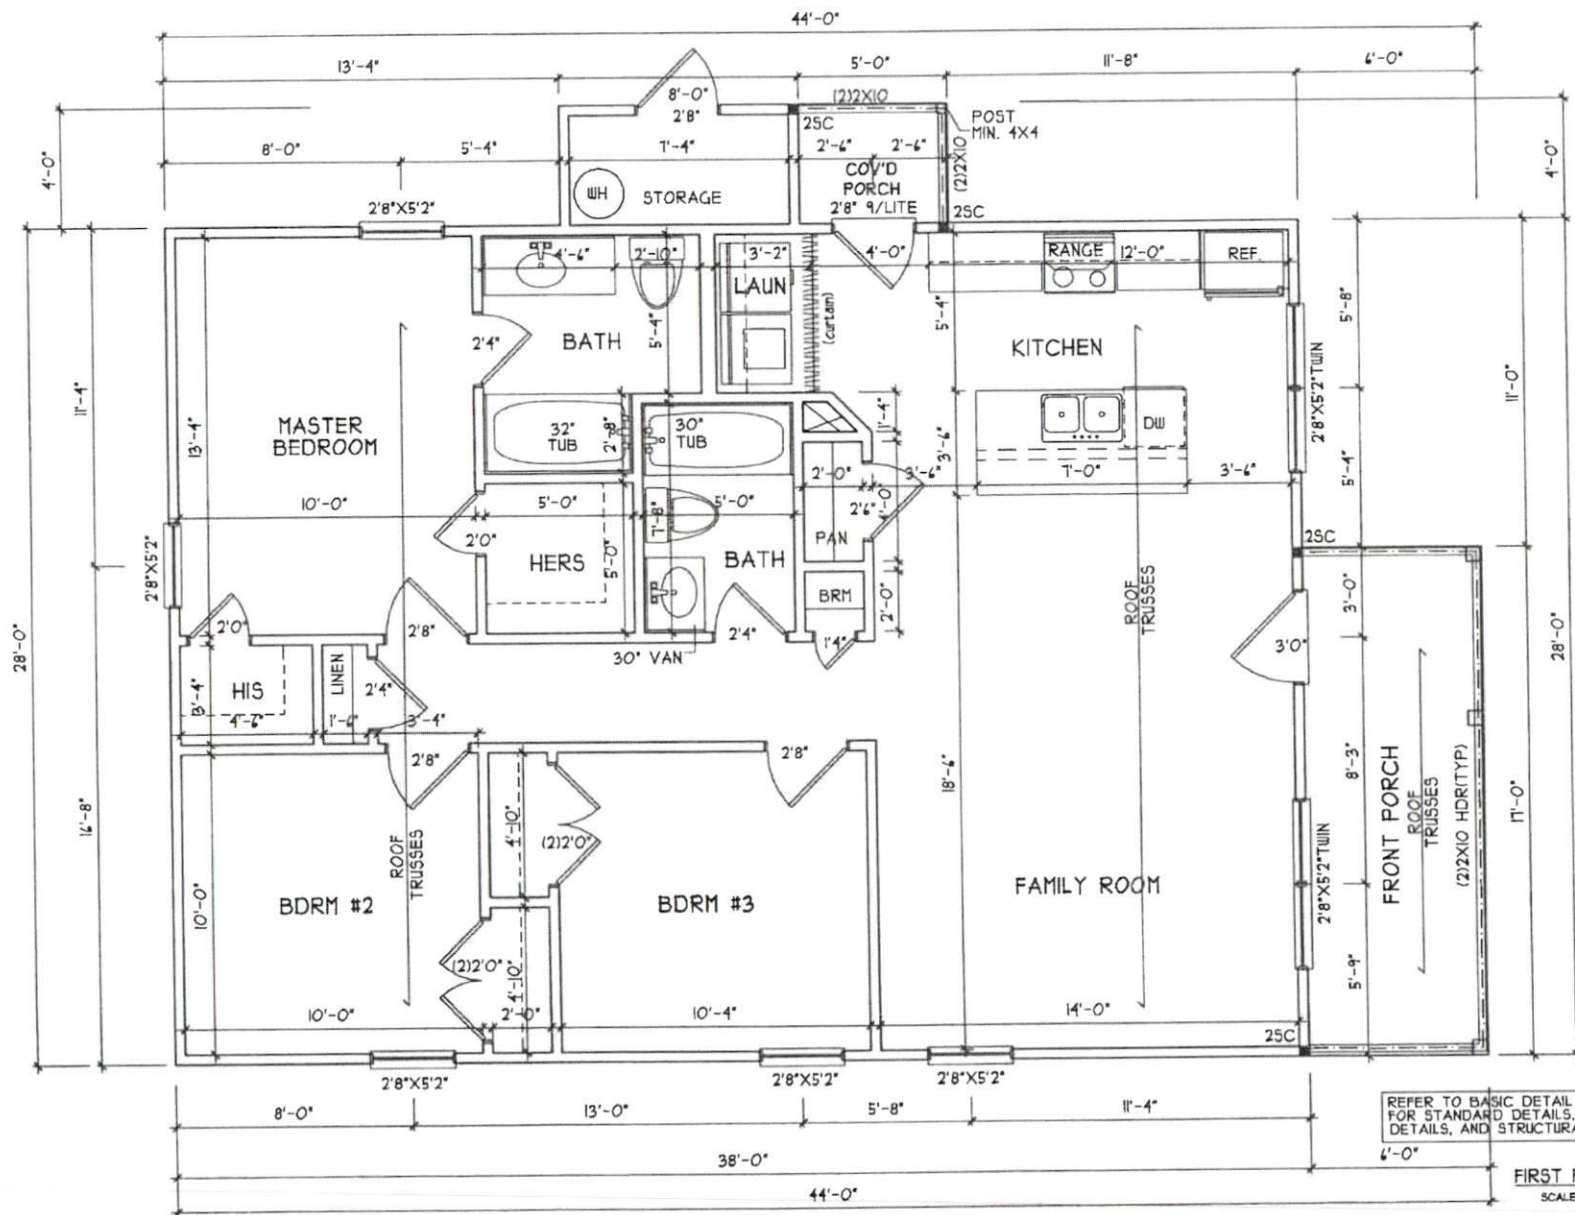 44'-0"
13'-4"
5'-0"
11'-8"
6'-0"
8'-0"
2'8"
(2)2X10
2SC
POST
MIN. 4X4
8'-0"
5'-4"
7'-4"
2'-6"
2'-6"
(2)2X10
4'-0"
4'-0"
WH
STORAGE
COV'D
PORCH
2'8" 9/LITE
2SC
2'8"X5'2"
4'-6"
2'-10"
3'-2"
4'-0"
RANGE
12'-0"
REF.
LAUN
(curtain)
5'-4"
5'-8"
2'4"
BATH
5'-4"
KITCHEN
11'-4"
2'8"X5'2"TWIN
11'-0"
MASTER
BEDROOM
13'-4"
32"
TUB
2'-8"
30"
TUB
1'-4"
3'-6"
DW
5'-4"
2'-0"
3'-6"
7'-0"
3'-6"
10'-0"
5'-0"
7'-8"
5'-0"
2'6"
4'-0"
2'0"
HERS
5'-0"
BATH
PAN
2SC
2'8"X5'2"
BRM
2'-0"
ROOF
TRUSSES
3'-0"
28'-0"
28'-0"
2'0"
2'8"
2'4"
1'4"
3'0"
30" VAN
HIS
LINEN
2'4"
3'-4"
4'-6"
1'-6"
3'-4"
2'8"
2'8"
18'-6"
8'-3"
FRONT PORCH
ROOF
TRUSSES
(2)2X10 HDR(TYP)
17'-0"
16'-8"
ROOF
TRUSSES
4'-10"
(2)2'0"
10'-0"
BDRM #2
BDRM #3
FAMILY ROOM
2'8"X5'2"TWIN
(2)2'0"
4'-10"
5'-9"
10'-0"
2'-0"
10'-4"
14'-0"
2SC
2'8"X5'2"
2'8"X5'2"
2'8"X5'2"
8'-0"
13'-0"
5'-8"
11'-4"
REFER TO BASIC DETAIL
FOR STANDARD DETAILS,
DETAILS, AND STRUCTURA
38'-0"
6'-0"
44'-0"
FIRST
SCALE